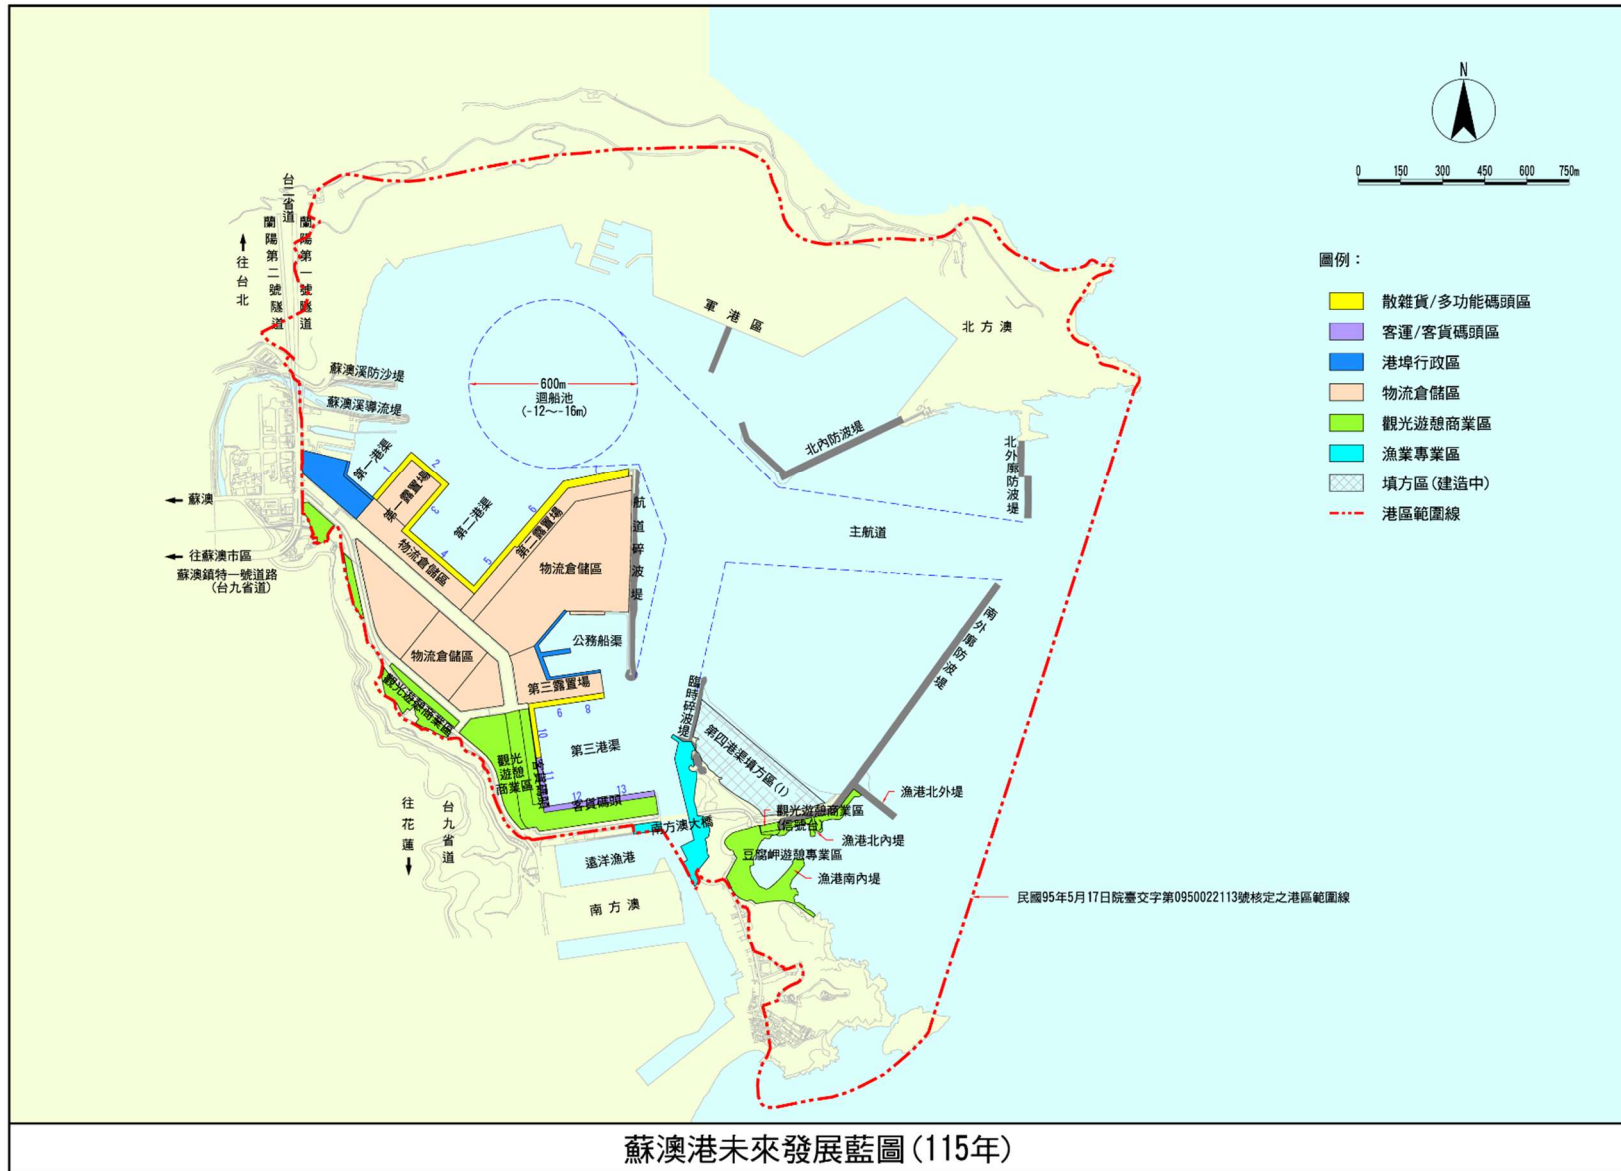 N
0 150 300 450 600 750m
圖例：
散雜貨/多功能碼頭區
客運/客貨碼頭區
港埠行政區
物流倉儲區
觀光遊憩商業區
漁業專業區
填方區(建造中)
港區範圍線
台二省道
蘭陽第二號隧道
蘭陽第一號隧道
往台北
軍港區
北方澳
蘇澳溪防沙堤
蘇澳溪導流堤
600m
迴船池
(-12～-16m)
北內防波堤
北外廓防波堤
第一港渠
1
2
第一露置場
3
第二港渠
4
5
6
7
第二露置場
航道碎波堤
主航道
蘇澳
往蘇澳市區
蘇澳鎮特一號道路
(台九省道)
物流倉儲區
物流倉儲區
物流倉儲區
公務船渠
南外廓防波堤
第三露置場
觀光遊憩商業區
臨時碎波堤
6
8
10
第三港渠
第四港渠填方區(I)
觀光
遊憩
商業區
11
12
13
客貨碼頭
漁港北外堤
往花蓮
台九省道
南方澳大橋
觀光遊憩商業區
(信號台)
漁港北內堤
遠洋漁港
豆腐岬遊憩專業區
漁港南內堤
南方澳
民國95年5月17日院臺交字第0950022113號核定之港區範圍線
蘇澳港未來發展藍圖(115年)